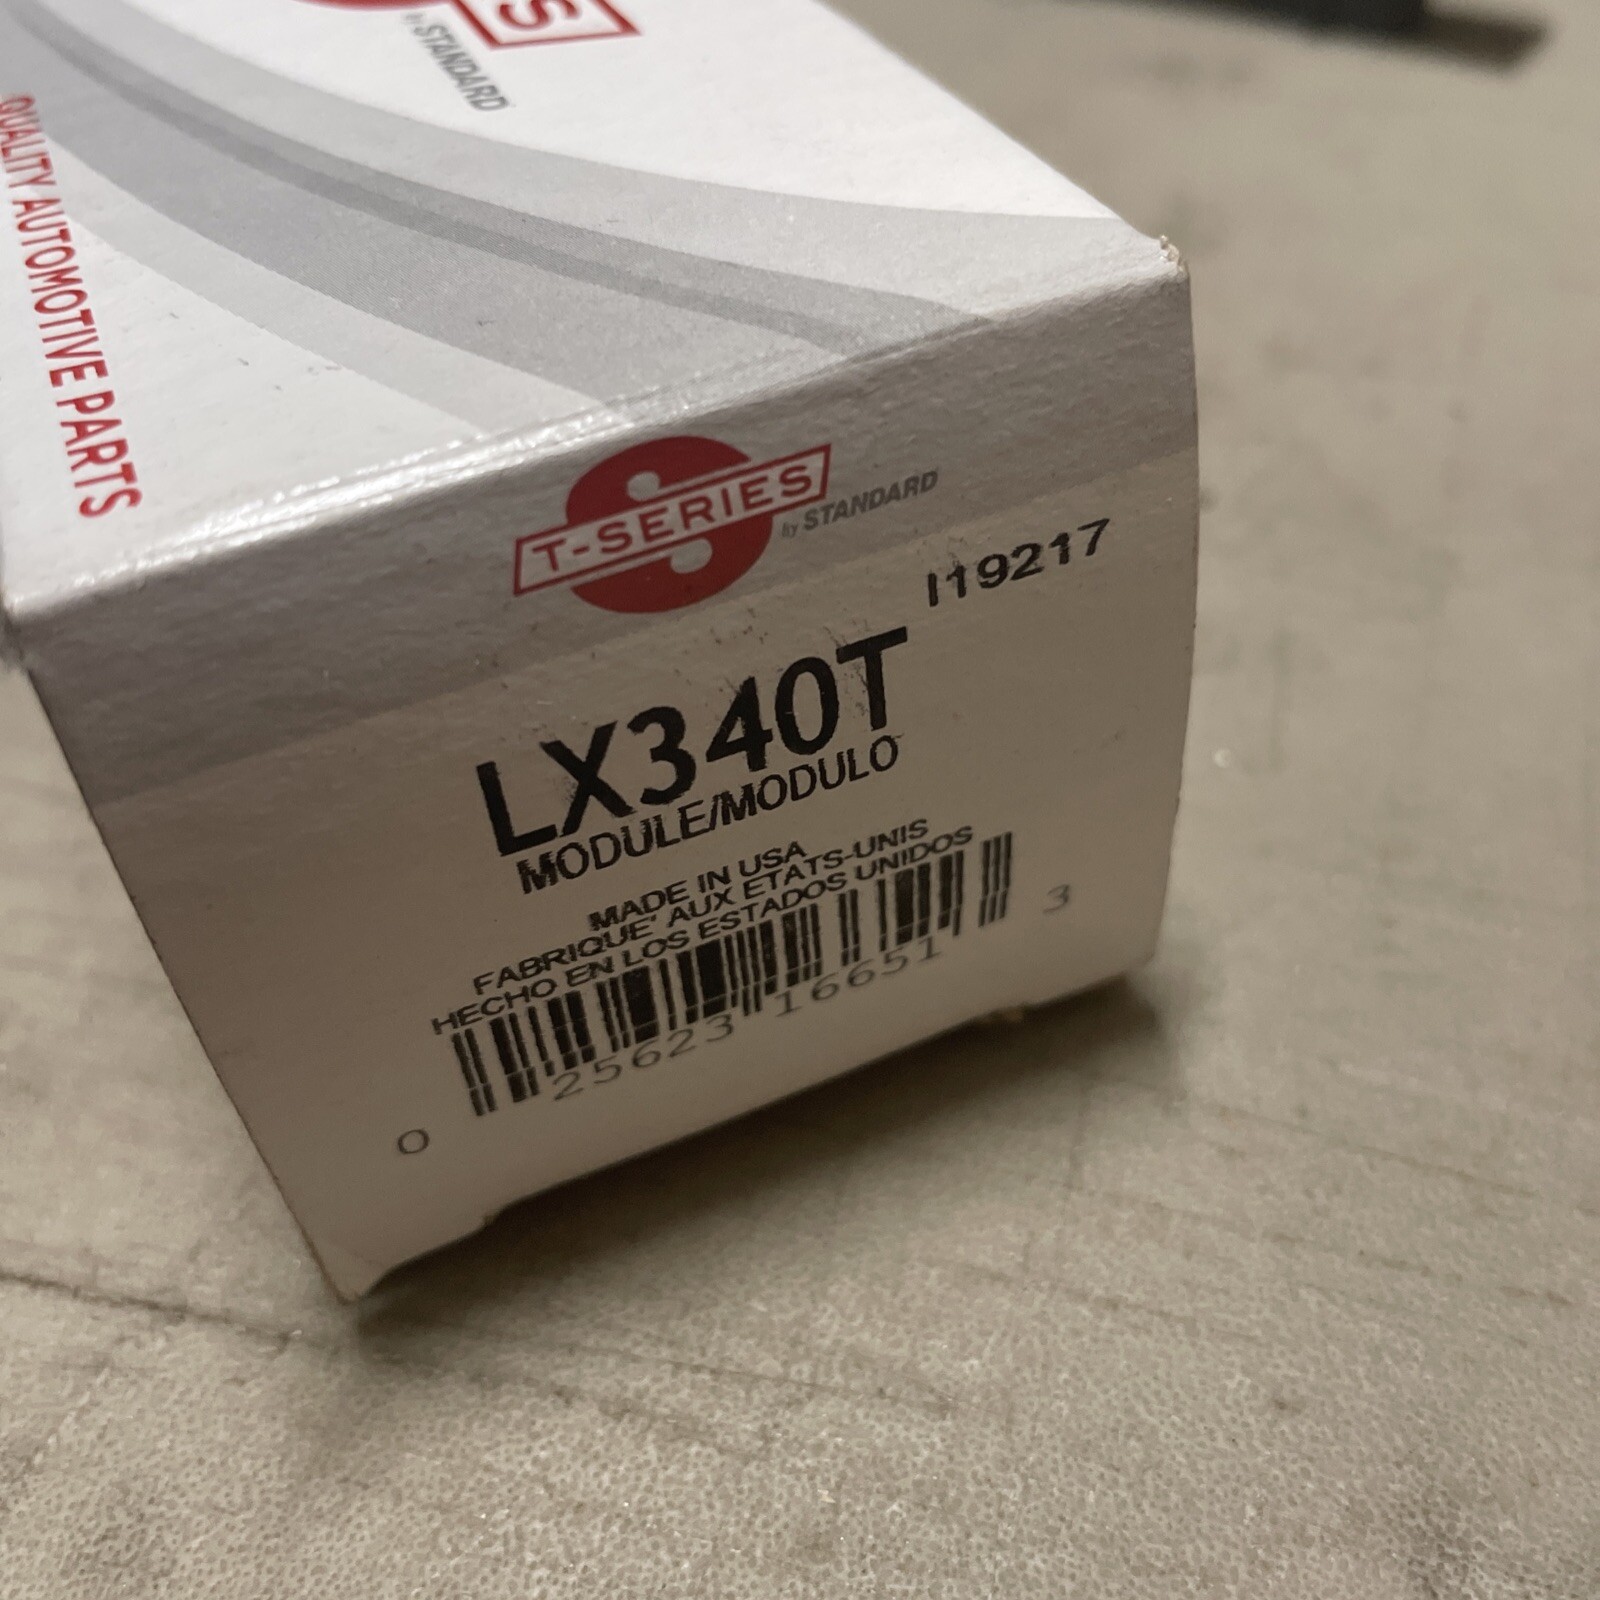 S
by STANDARD
QUALITY AUTOMOTIVE PARTS
T-SERIES
by STANDARD
I19217
LX340T
MODULE/MODULO
MADE IN USA
FABRIQUE' AUX ETATS-UNIS
HECHO EN LOS ESTADOS UNIDOS
0 25623 16651 3